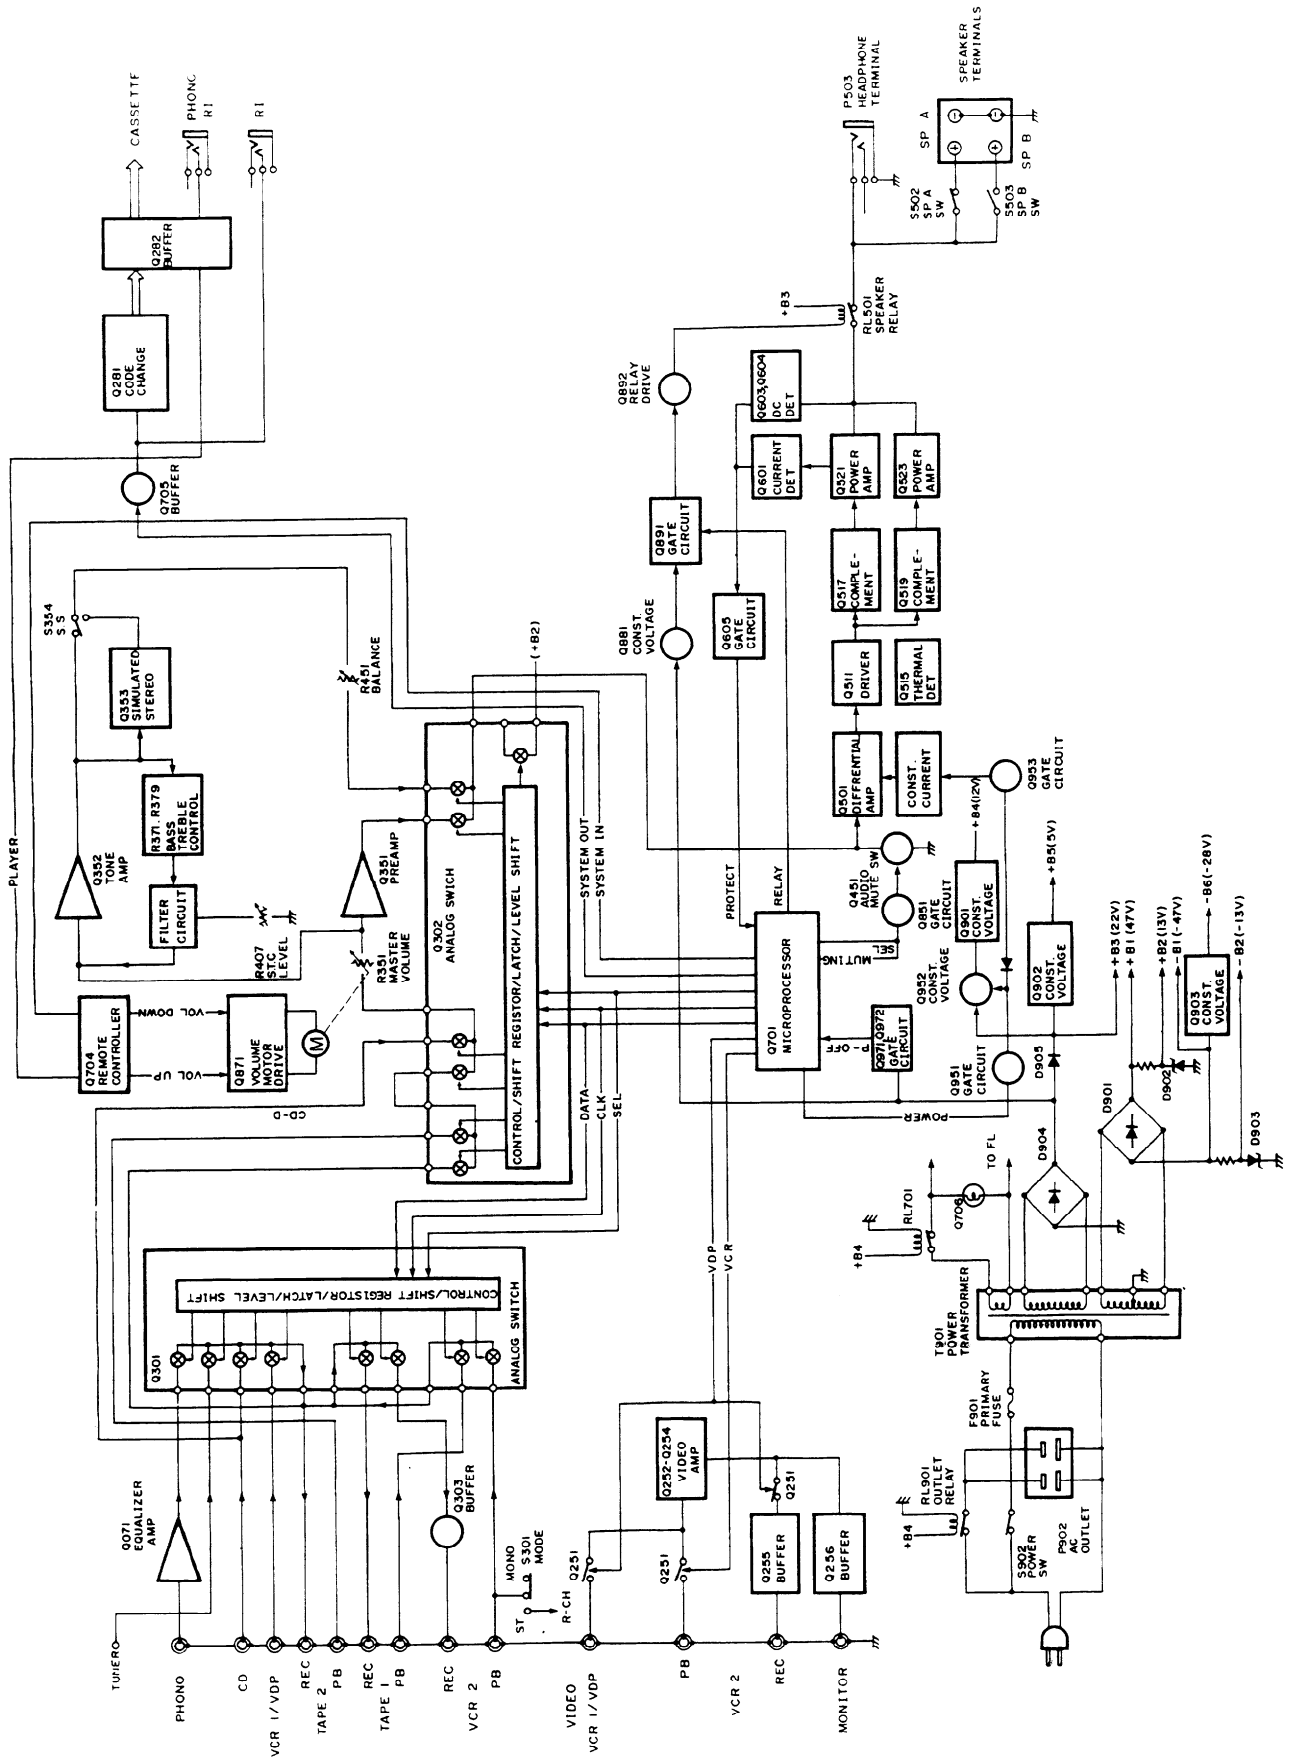 TUNER
PHONO
CD
VCR 1/VDP
REC
TAPE 2
PB
REC
TAPE 1
PB
REC
VCR 2
PB
VIDEO
VCR 1/VDP
PB
VCR 2
REC
MONITOR
Q071
EQUALIZER
AMP
Q303
BUFFER
MONO
S301
MODE
ST
R-CH
Q251
Q251
Q251
Q252-Q254
VIDEO
AMP
Q255
BUFFER
Q256
BUFFER
VDP
VCR
Q301
ANALOG SWITCH
CONTROL/SHIFT REGISTOR/LATCH/LEVEL SHIFT
DATA
CLK
SEL
CD-D
Q302
ANALOG SWICH
CONTROL/SHIFT REGISTOR/LATCH/LEVEL SHIFT
(+B2)
PLAYER
Q704
REMOTE
CONTROLLER
VOL UP
VOL DOWN
Q871
VOLUME
MOTOR
DRIVE
M
R407
S.T.C
LEVEL
R351
MASTER
VOLUME
Q351
PREAMP
FILTER
CIRCUIT
Q352
TONE
AMP
R371.R379
BASS
TREBLE
CONTROL
Q353
SIMULATED
STEREO
S354
S.S
R451
BALANCE
SYSTEM OUT
SYSTEM IN
Q705
BUFFER
Q281
CODE
CHANGE
Q282
BUFFER
CASSETTE
PHONO
RI
RI
Q701
MICROPROCESSOR
PROTECT
RELAY
MUTING
SEL
P-OFF
POWER
Q971,Q972
GATE
CIRCUIT
Q451
AUDIO
MUTE SW
Q851
GATE CIRCUIT
Q605
GATE
CIRCUIT
Q881
CONST.
VOLTAGE
Q891
GATE
CIRCUIT
Q892
RELAY
DRIVE
Q601
CURRENT
DET
Q603,Q604
DC
DET
Q501
DIFFRENTIAL
AMP
CONST.
CURRENT
Q953
GATE
CIRCUIT
Q511
DRIVER
Q515
THERMAL
DET
Q517
COMPLE-
MENT
Q519
COMPLE-
MENT
Q521
POWER
AMP
Q523
POWER
AMP
+B3
RL501
SPEAKER
RELAY
P503
HEADPHONE
TERMINAL
S502
SP A
SW
S503
SP B
SW
SP A
SP B
SPEAKER
TERMINALS
Q951
GATE
CIRCUIT
Q952
CONST.
VOLTAGE
Q901
CONST.
VOLTAGE
+B4(12V)
Q902
CONST.
VOLTAGE
+B5(5V)
+B3(22V)
+B1(47V)
+B2(13V)
-B1(-47V)
Q903
CONST.
VOLTAGE
-B6(-28V)
-B2(-13V)
D901
D902
D903
D904
D905
TO FL
Q706
RL701
+B4
T901
POWER
TRANSFORMER
F901
PRIMARY
FUSE
RL901
OUTLET
RELAY
+B4
S902
POWER
SW
P902
AC
OUTLET